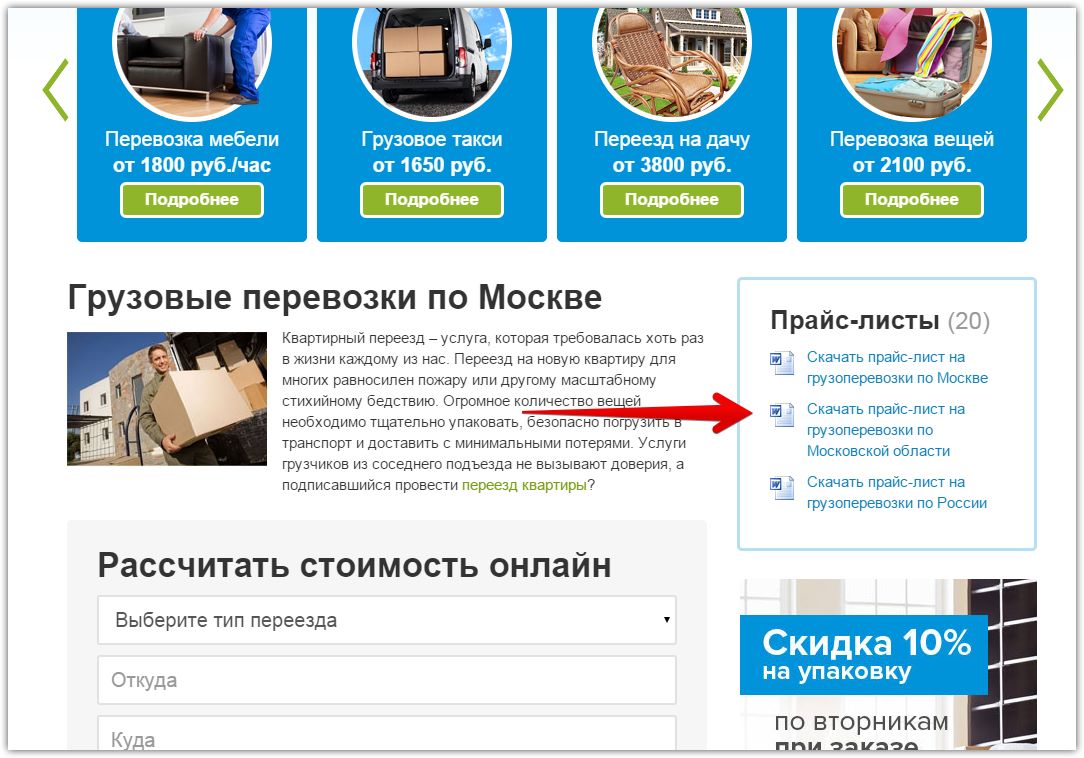 Перевозка мебели
от 1800 руб./час
Подробнее
Грузовое такси
от 1650 руб.
Подробнее
Переезд на дачу
от 3800 руб.
Подробнее
Перевозка вещей
от 2100 руб.
Подробнее
Грузовые перевозки по Москве
Квартирный переезд – услуга, которая требовалась хоть раз
в жизни каждому из нас. Переезд на новую квартиру для
многих равносилен пожару или другому масштабному
стихийному бедствию. Огромное количество вещей
необходимо тщательно упаковать, безопасно погрузить в
транспорт и доставить с минимальными потерями. Услуги
грузчиков из соседнего подъезда не вызывают доверия, а
подписавшийся провести переезд квартиры?
Прайс-листы (20)
Скачать прайс-лист на
грузоперевозки по Москве
Скачать прайс-лист на
грузоперевозки по
Московской области
Скачать прайс-лист на
грузоперевозки по России
Рассчитать стоимость онлайн
Выберите тип переезда
Откуда
Куда
Скидка 10%
на упаковку
по вторникам
при заказе